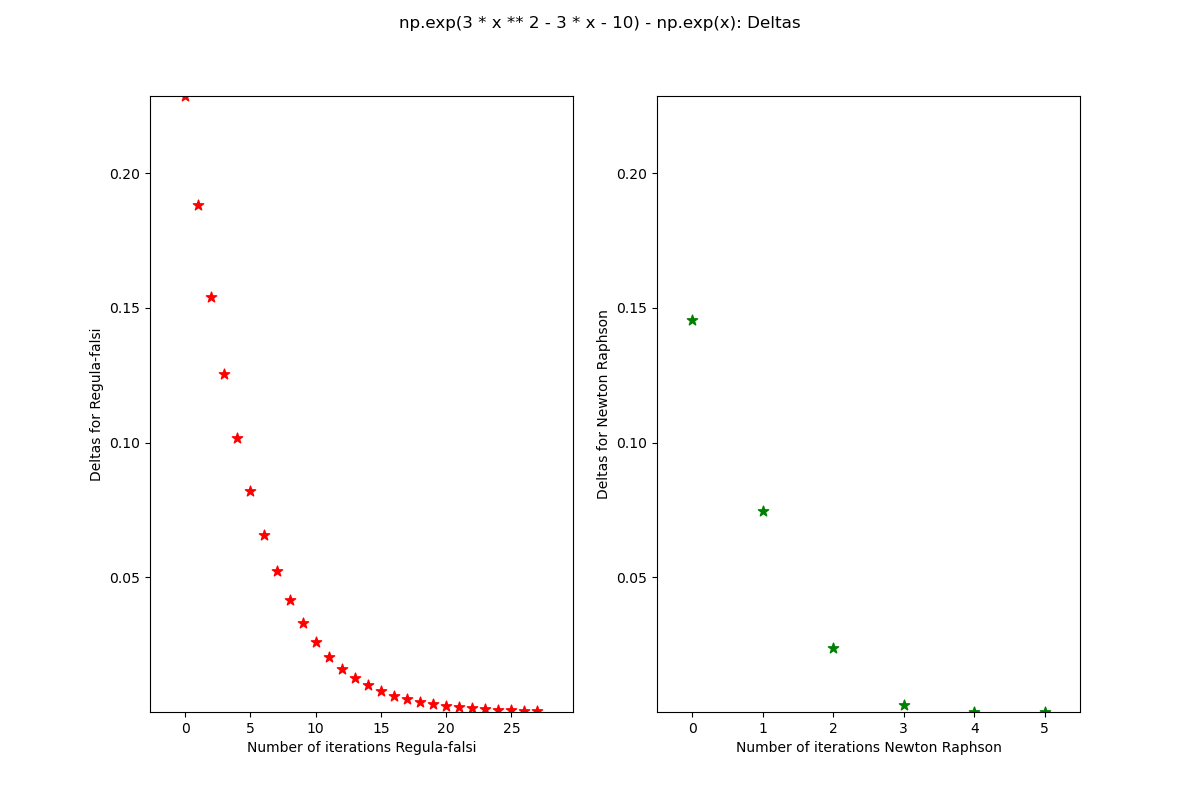 np.exp(3 * x ** 2 - 3 * x - 10) - np.exp(x): Deltas
0.20
0.15
0.10
0.05
Deltas for Regula-falsi
0 5 10 15 20 25
Number of iterations Regula-falsi
0.20
0.15
0.10
0.05
Deltas for Newton Raphson
0 1 2 3 4 5
Number of iterations Newton Raphson